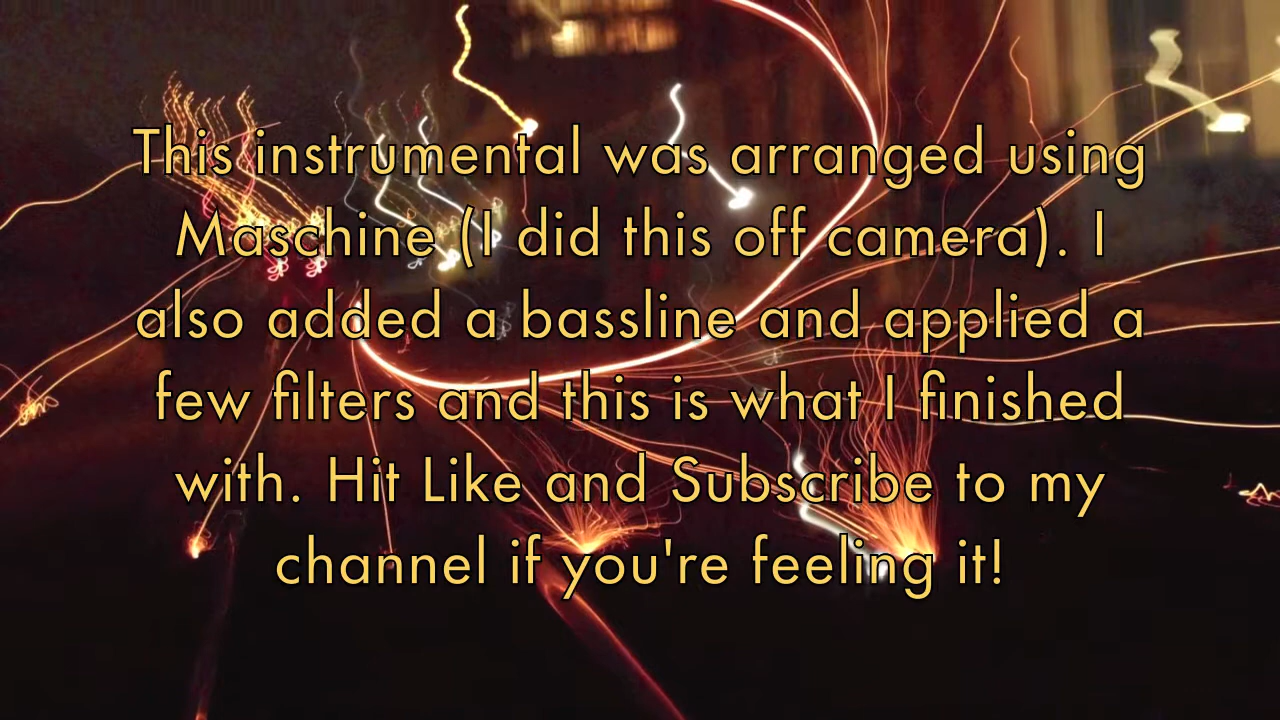 This instrumental was arranged using
Maschine (I did this off camera). I
also added a bassline and applied a
few filters and this is what I finished
with. Hit Like and Subscribe to my
channel if you're feeling it!